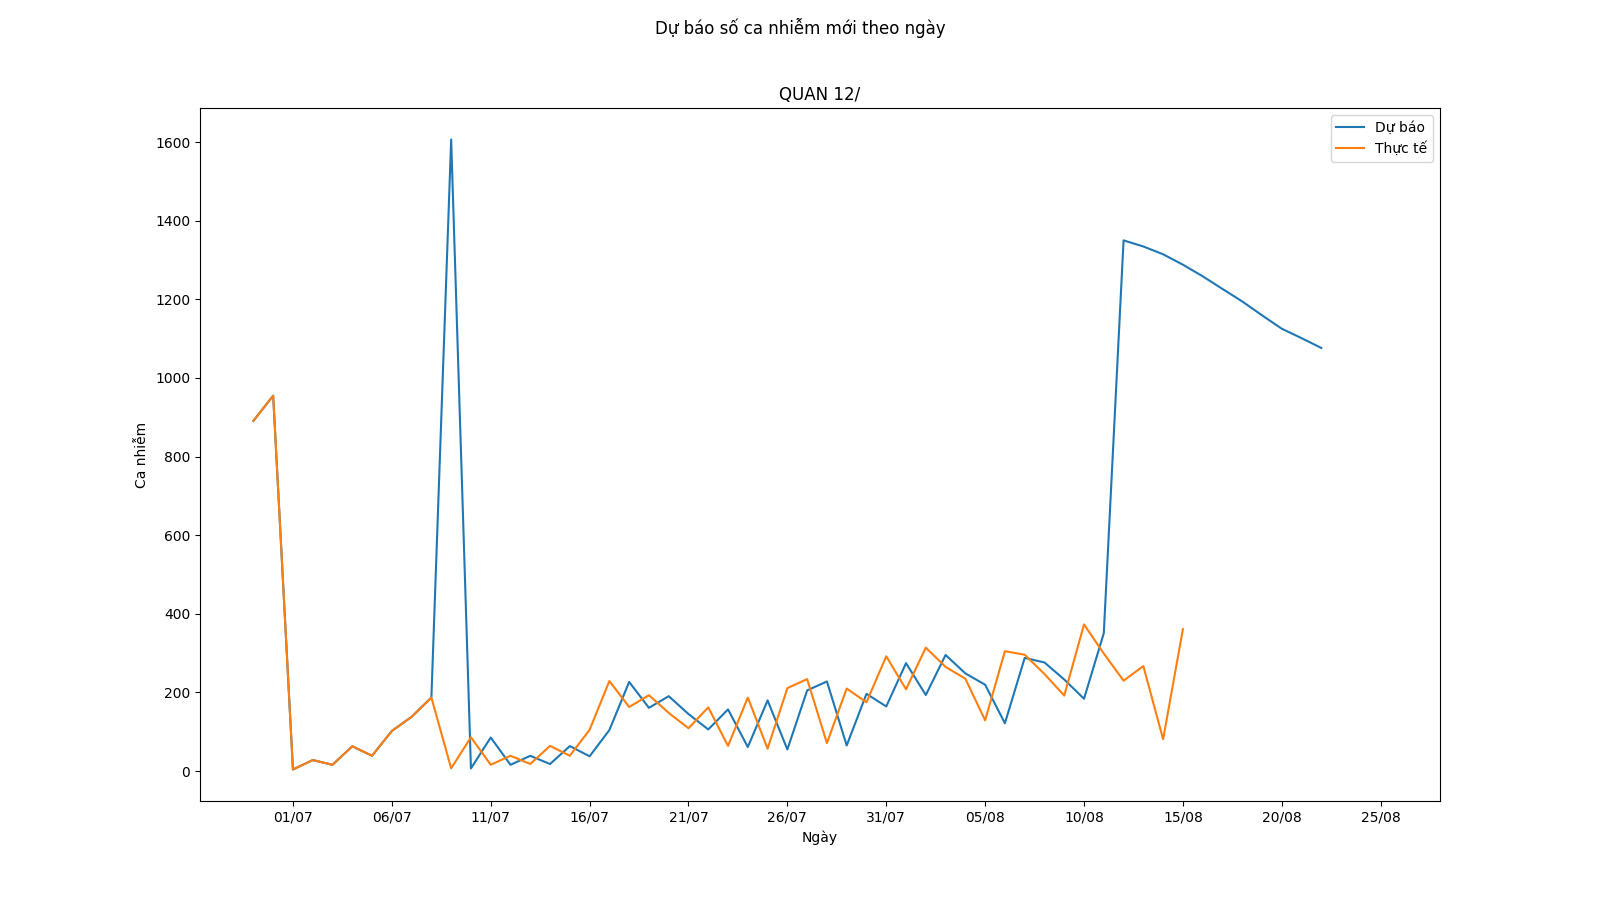 Dự báo số ca nhiễm mới theo ngày
QUAN 12/
Dự báo
Thực tế
1600
1400
1200
1000
800
600
400
200
0
Ca nhiễm
01/07 06/07 11/07 16/07 21/07 26/07 31/07 05/08 10/08 15/08 20/08 25/08
Ngày